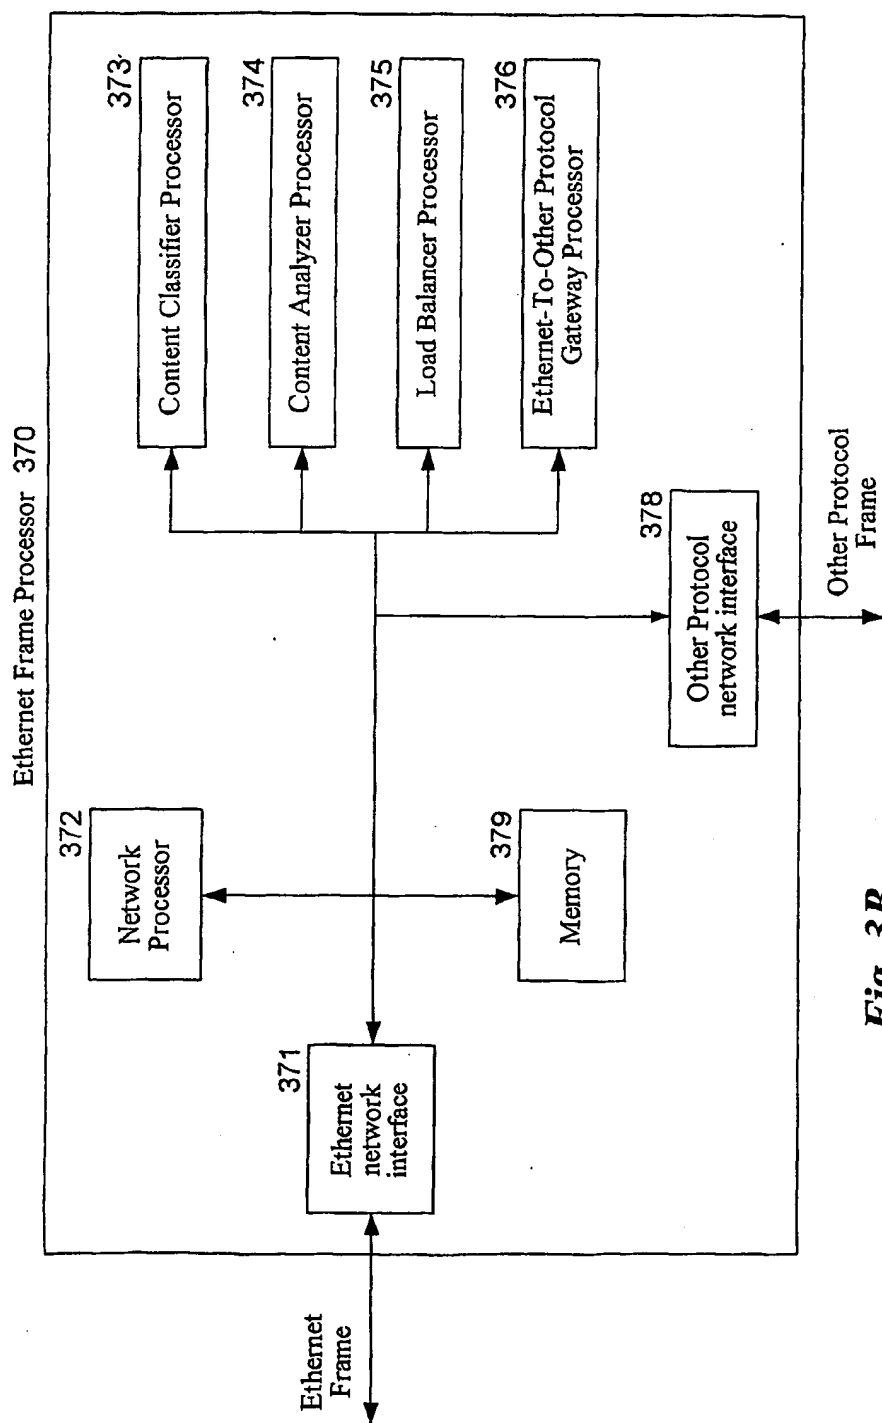 Ethernet Frame Processor 370
372
Network
Processor
373
Content Classifier Processor
374
Content Analyzer Processor
375
Load Balancer Processor
376
Ethernet-To-Other Protocol
Gateway Processor
371
Ethernet
network
interface
Ethernet
Frame
379
Memory
378
Other Protocol
network interface
Other Protocol
Frame